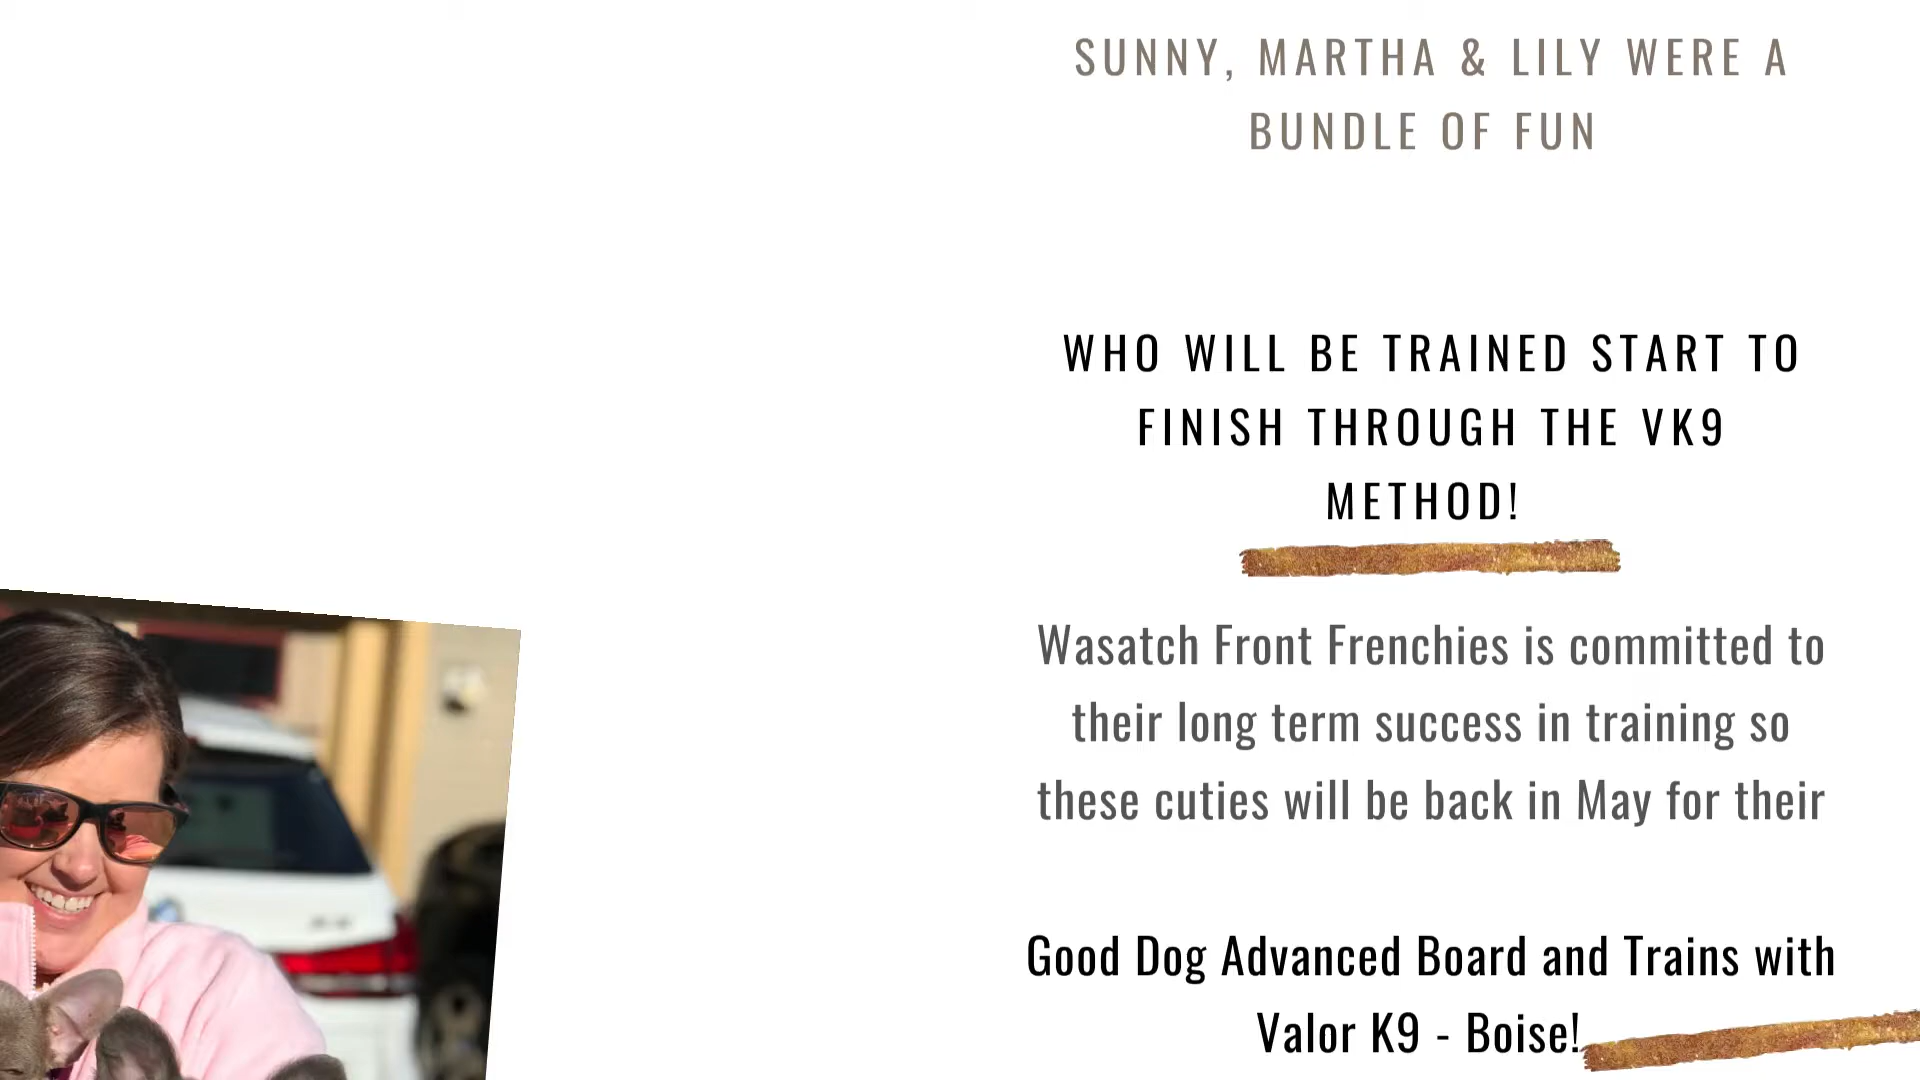 SUNNY, MARTHA & LILY WERE A
BUNDLE OF FUN
WHO WILL BE TRAINED START TO
FINISH THROUGH THE VK9
METHOD!
Wasatch Front Frenchies is committed to
their long term success in training so
these cuties will be back in May for their
Good Dog Advanced Board and Trains with
Valor K9 - Boise!